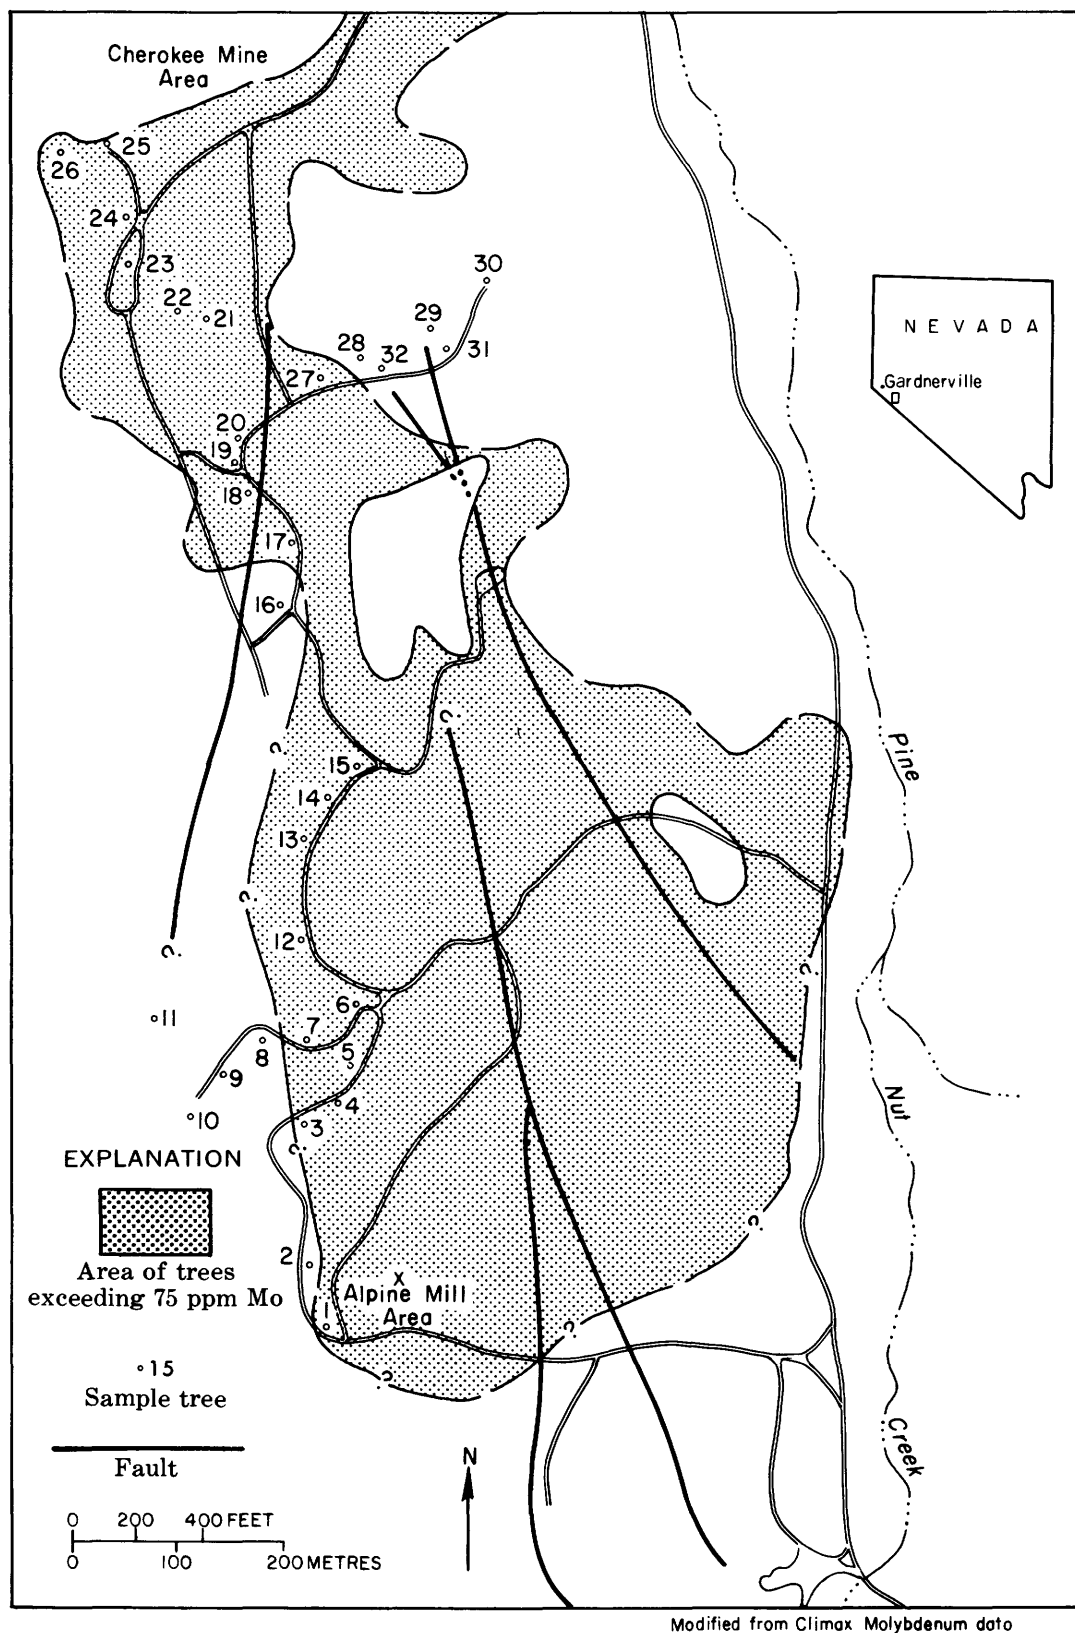 Cherokee Mine
Area
25
26
24
23
22
21
30
29
28
32
31
27
20
19
18
17
16
N E V A D A
Gardnerville
?
15
14
13
?
?
12
?
11
6
7
8
5
9
4
10
3
?
?
Pine
Nut
Creek
EXPLANATION
Area of trees
exceeding 75 ppm Mo
2
x
Alpine Mill
Area
1
?
?
?
?
15
Sample tree
Fault
N
0 200 400 FEET
0 100 200 METRES
Modified from Climax Molybdenum data